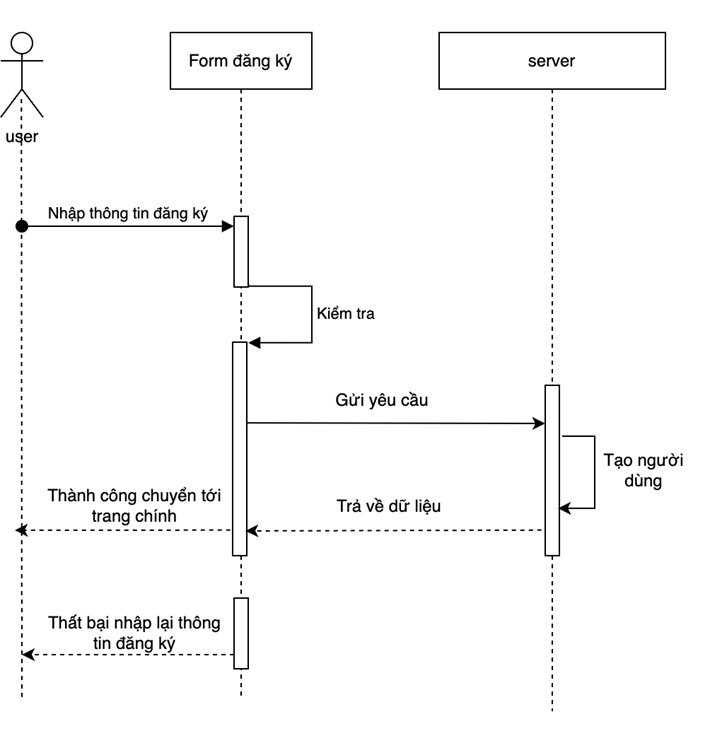 Form đăng ký
server
user
Nhập thông tin đăng ký
Kiểm tra
Gửi yêu cầu
Tạo người
dùng
Thành công chuyển tới
trang chính
Trả về dữ liệu
Thất bại nhập lại thông
tin đăng ký